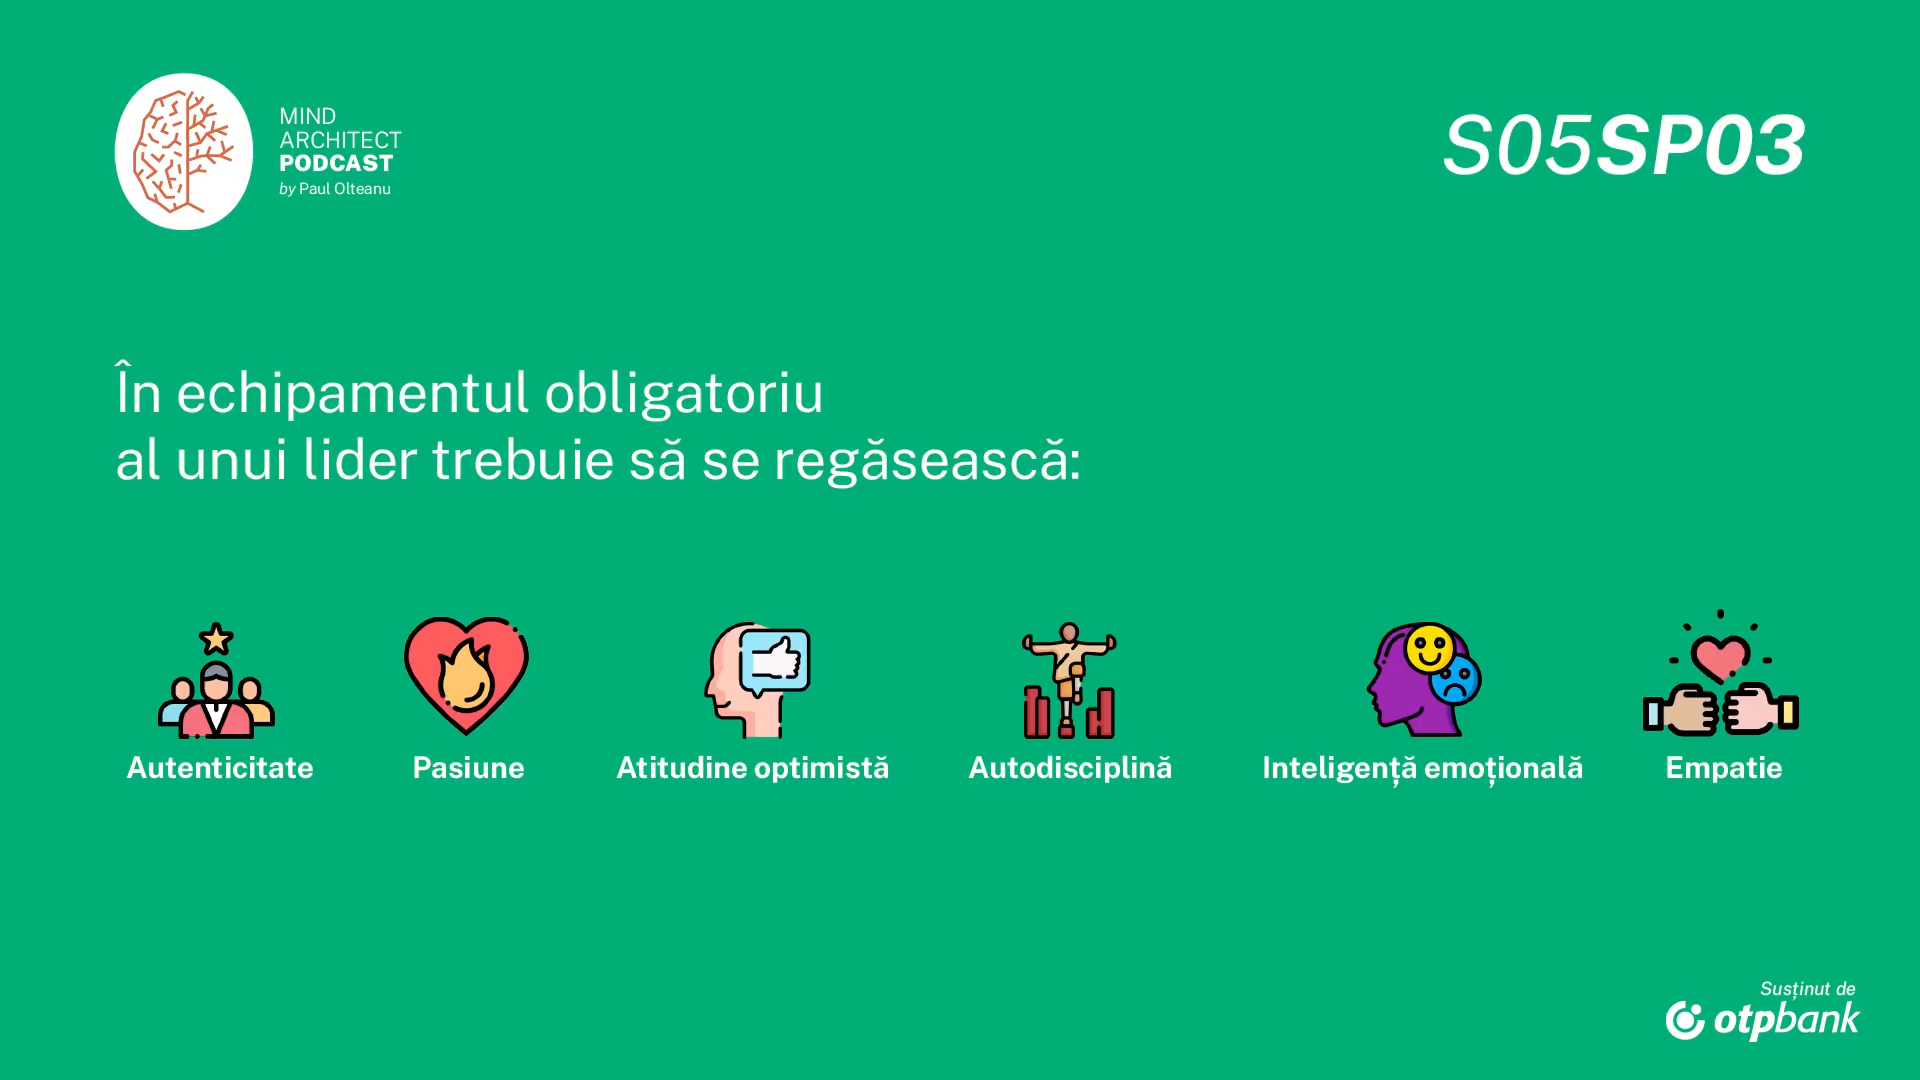 MIND
ARCHITECT
PODCAST
by Paul Olteanu
S05SP03
În echipamentul obligatoriu
al unui lider trebuie să se regăsească:
Autenticitate
Pasiune
Atitudine optimistă
Autodisciplină
Inteligență emoțională
Empatie
Susținut de
otpbank